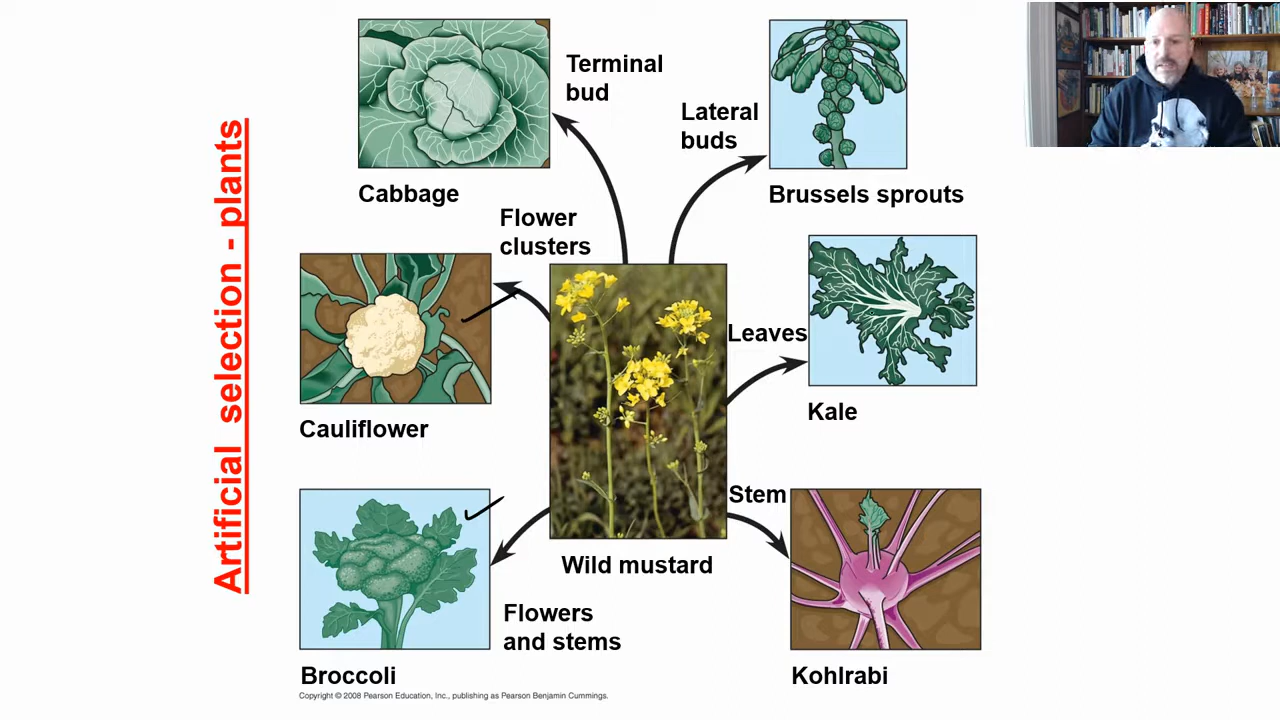 Artificial selection - plants
Terminal
bud
Lateral
buds
Cabbage
Brussels sprouts
Flower
clusters
Leaves
Cauliflower
Kale
Stem
Wild mustard
Flowers
and stems
Broccoli
Kohlrabi
Copyright © 2008 Pearson Education, Inc., publishing as Pearson Benjamin Cummings.